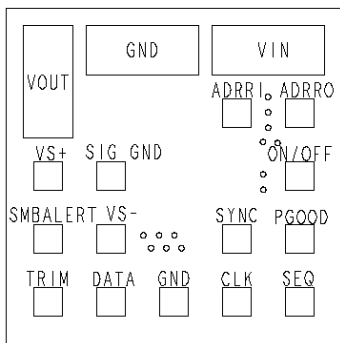 GND VIN
VOUT
ADRRI ADRRO
VS+ SIG GND ON/OFF
SMBALERT VS- SYNC PGOOD
TRIM DATA GND CLK SEQ